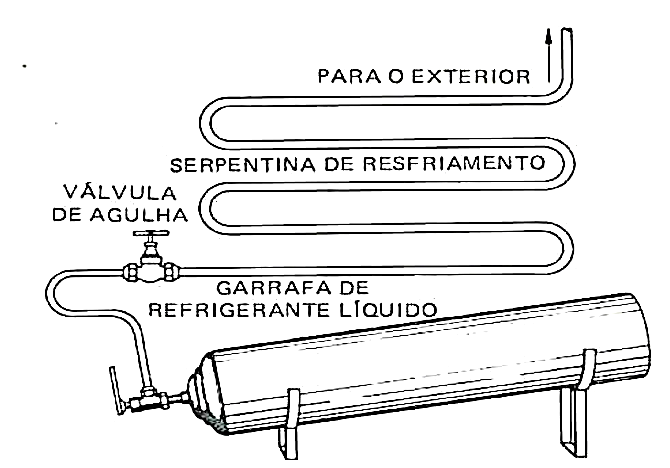 PARA O EXTERIOR
SERPENTINA DE RESFRIAMENTO
VÁLVULA
DE AGULHA
GARRAFA DE
REFRIGERANTE LÍQUIDO